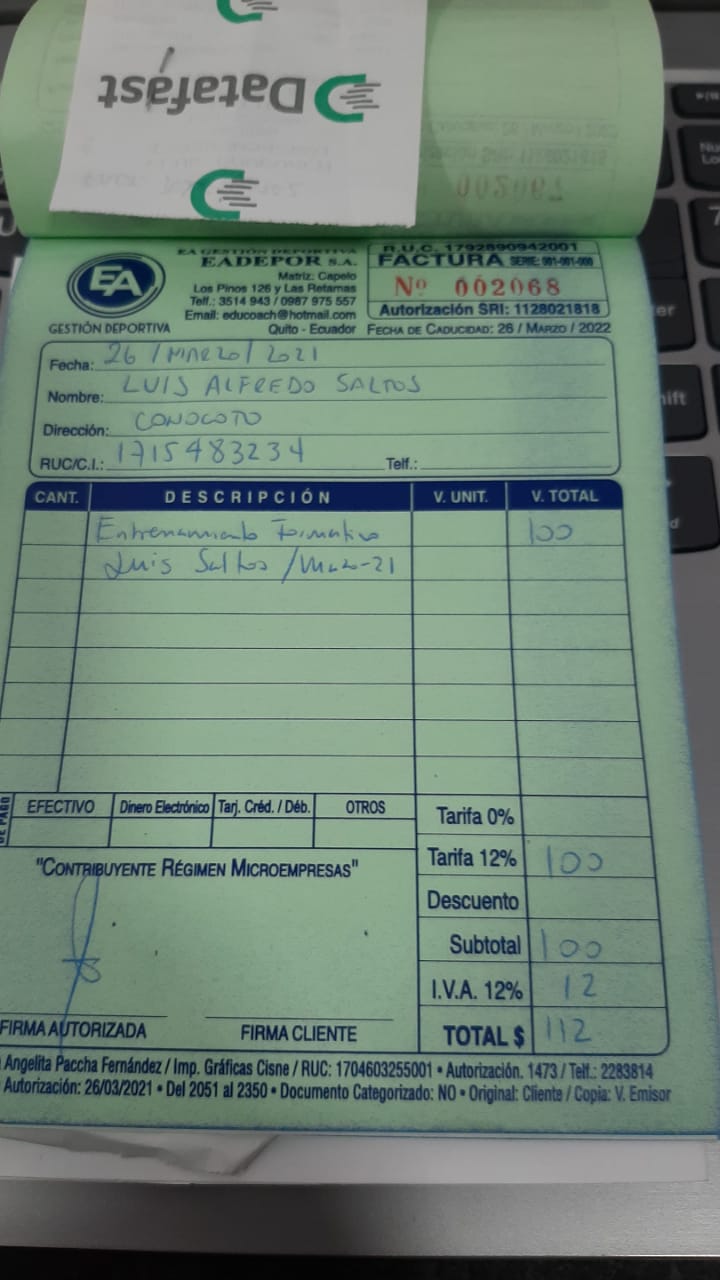 Datafast
002067
EA
GESTIÓN DEPORTIVA
EA GESTIÓN DEPORTIVA
EADEPOR S.A.
Matriz: Capelo
Los Pinos 126 y Las Retamas
Telf.: 3514 943 / 0987 975 557
Email: educoach@hotmail.com
Quito - Ecuador
R.U.C. 1792890942001
FACTURA SERIE: 001-001-000
Nº 002068
Autorización SRI: 1128021818
FECHA DE CADUCIDAD: 26 / MARZO / 2022
Fecha: 26 / MARZO / 2021
Nombre: LUIS ALFREDO SALTOS
Dirección: CONOCOTO
RUC/C.I.: 1715483234 Telf.:
CANT. DESCRIPCIÓN V. UNIT. V. TOTAL
Entrenamiento Formativo 100
Luis Saltos / Marzo-21
DE PAGO
EFECTIVO Dinero Electrónico Tarj. Créd. / Déb. OTROS
"CONTRIBUYENTE RÉGIMEN MICROEMPRESAS"
Tarifa 0%
Tarifa 12% 100
Descuento
Subtotal 100
I.V.A. 12% 12
TOTAL $ 112
FIRMA AUTORIZADA FIRMA CLIENTE
Angelita Paccha Fernández / Imp. Gráficas Cisne / RUC: 1704603255001 • Autorización. 1473 / Telf.: 2283814
Autorización: 26/03/2021 • Del 2051 al 2350 • Documento Categorizado: NO • Original: Cliente / Copia: V. Emisor